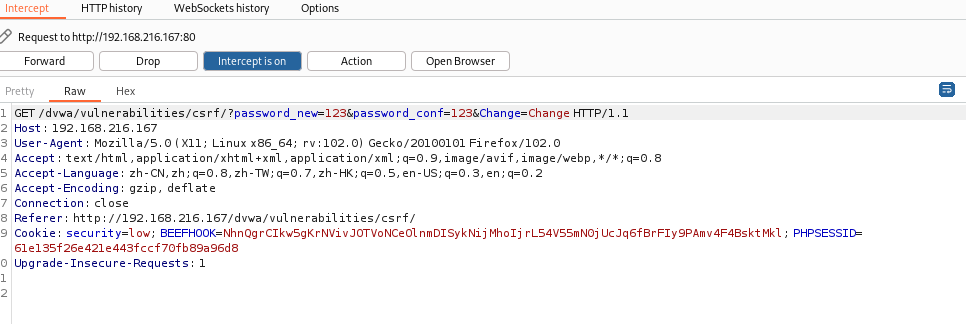 Intercept HTTP history WebSockets history Options
Request to http://192.168.216.167:80
Forward Drop Intercept is on Action Open Browser
Pretty Raw Hex
1 GET /dvwa/vulnerabilities/csrf/?password_new=123&password_conf=123&Change=Change HTTP/1.1
2 Host: 192.168.216.167
3 User-Agent: Mozilla/5.0 (X11; Linux x86_64; rv:102.0) Gecko/20100101 Firefox/102.0
4 Accept: text/html,application/xhtml+xml,application/xml;q=0.9,image/avif,image/webp,*/*;q=0.8
5 Accept-Language: zh-CN,zh;q=0.8,zh-TW;q=0.7,zh-HK;q=0.5,en-US;q=0.3,en;q=0.2
6 Accept-Encoding: gzip, deflate
7 Connection: close
8 Referer: http://192.168.216.167/dvwa/vulnerabilities/csrf/
9 Cookie: security=low; BEEFHOOK=NhnQgrCIkw5gKrNVivJOTVoNCeOlnmDISykNijMhoIjrL54V55mN0jUcJq6fBrFIy9PAmv4F4BsktMkl; PHPSESSID=
61e135f26e421e443fccf70fb89a96d8
0 Upgrade-Insecure-Requests: 1
1
2